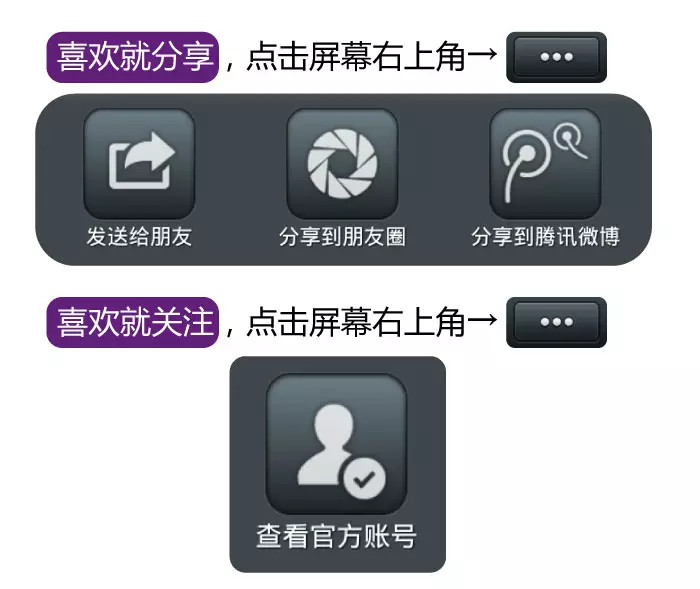 喜欢就分享，点击屏幕右上角→ •••
发送给朋友 分享到朋友圈 分享到腾讯微博
喜欢就关注，点击屏幕右上角→ •••
查看官方账号